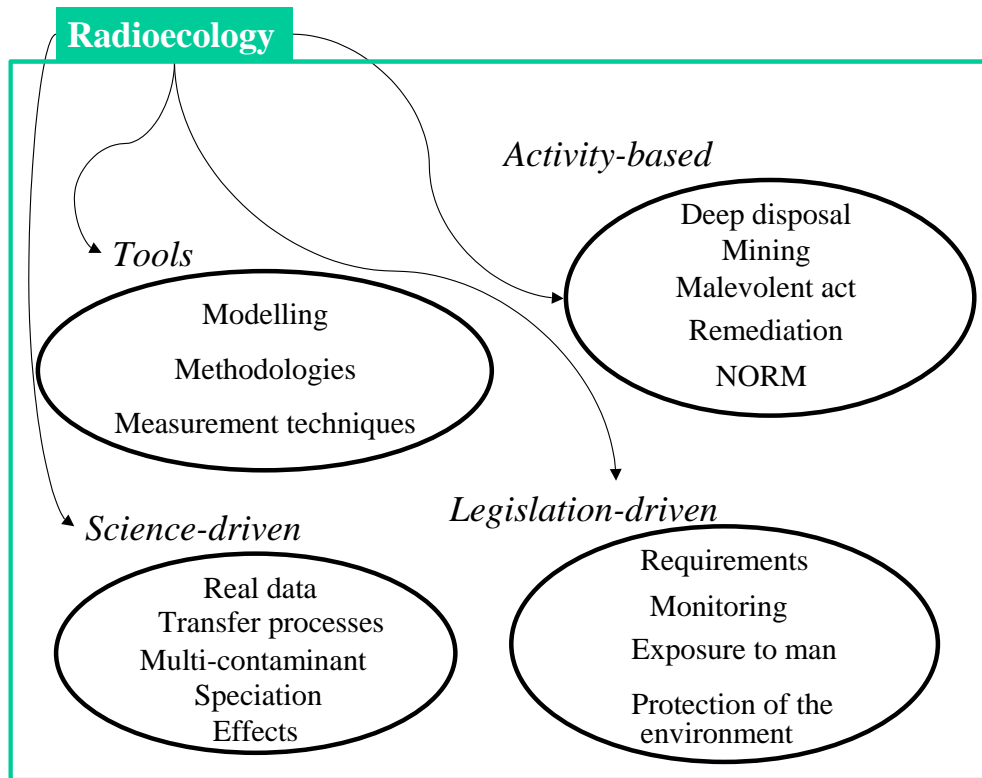 Radioecology
Activity-based
Deep disposal
Mining
Malevolent act
Remediation
NORM
Tools
Modelling
Methodologies
Measurement techniques
Science-driven
Real data
Transfer processes
Multi-contaminant
Speciation
Effects
Legislation-driven
Requirements
Monitoring
Exposure to man
Protection of the
environment